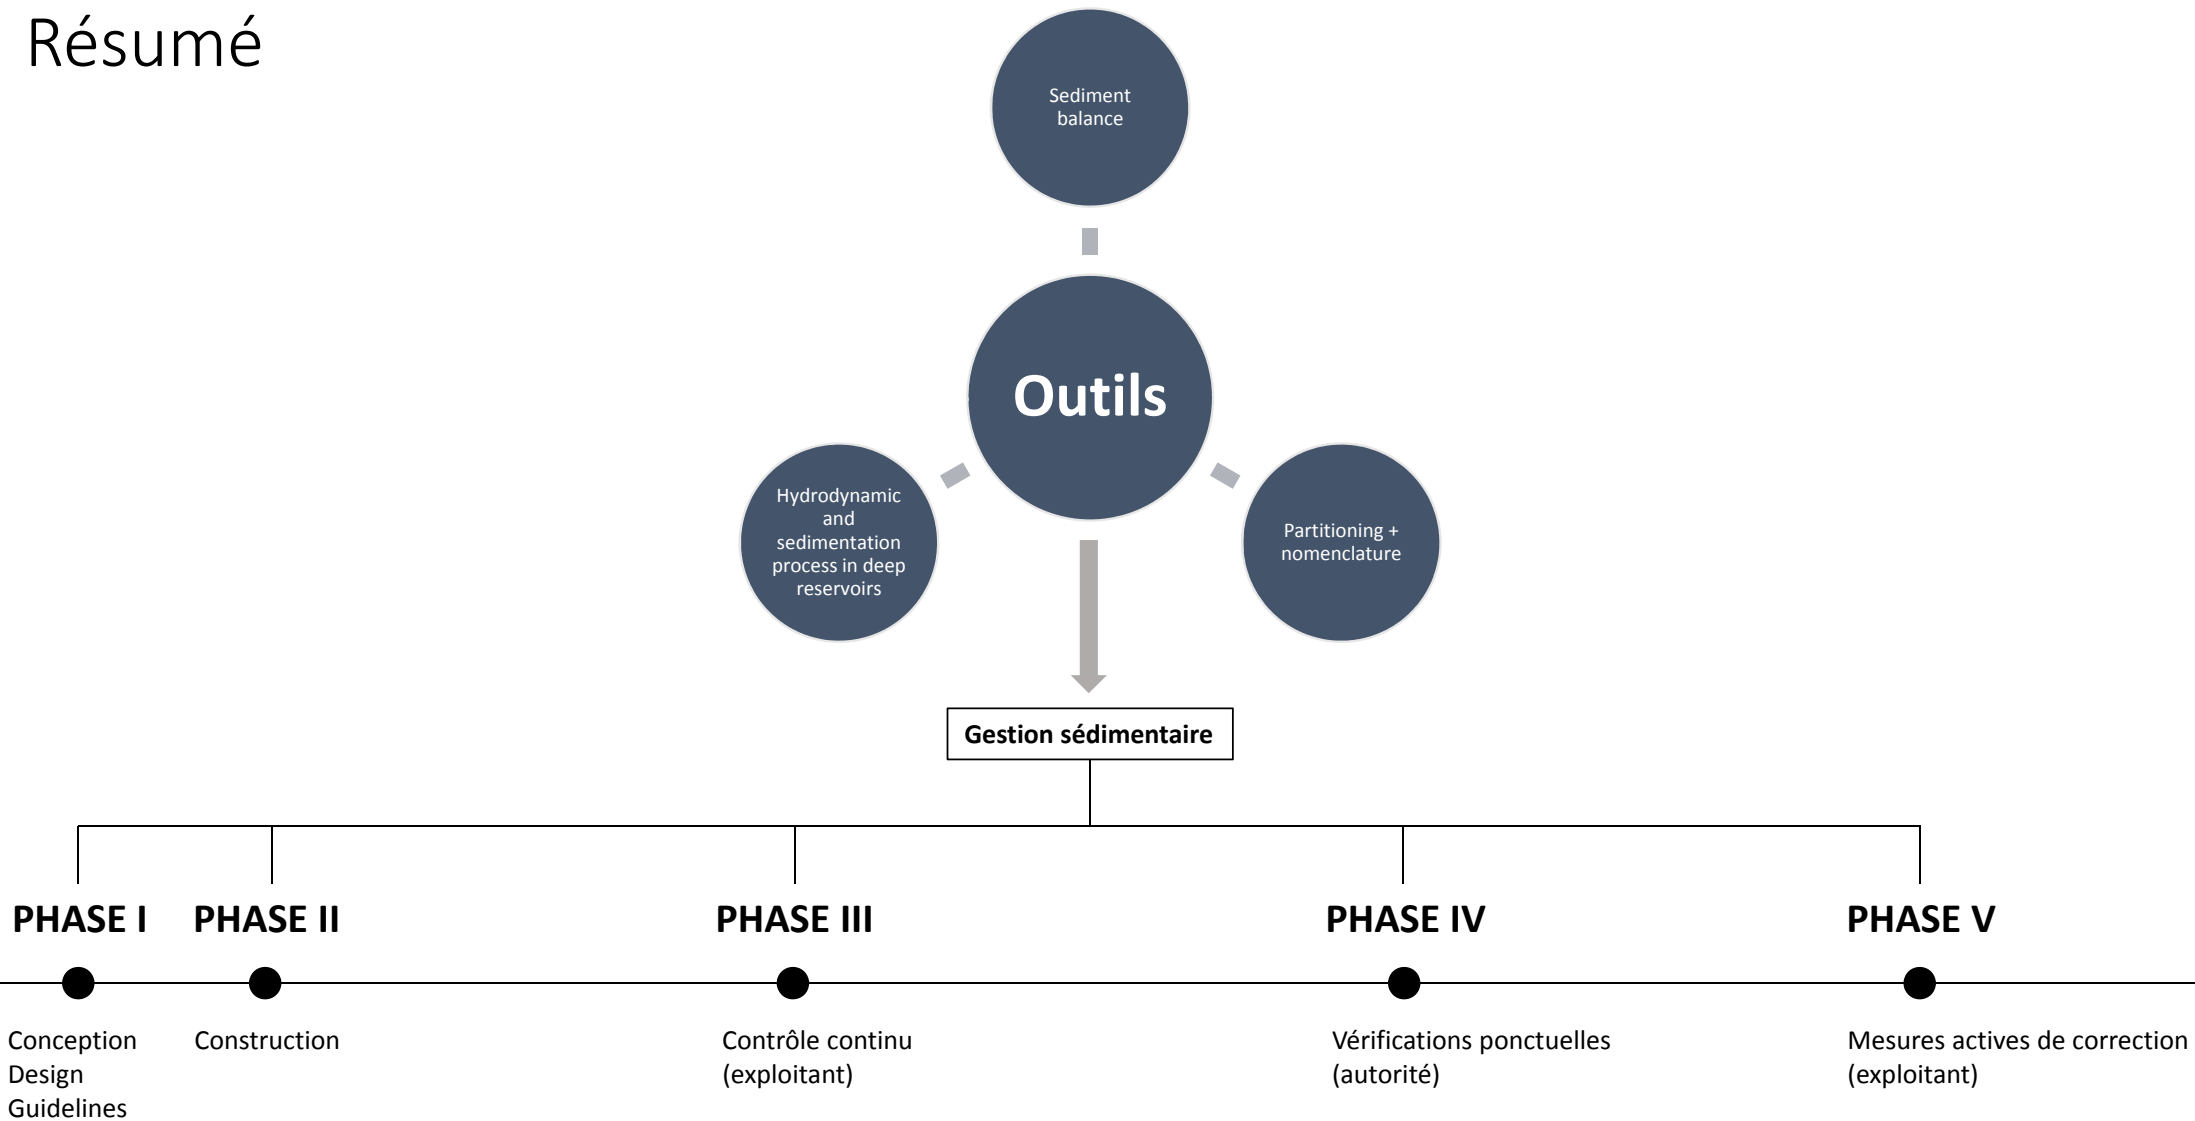 Résumé
Sediment
balance
Outils
Hydrodynamic
and
sedimentation
process in deep
reservoirs
Partitioning +
nomenclature
Gestion sédimentaire
PHASE I
PHASE II
PHASE III
PHASE IV
PHASE V
Conception
Design
Guidelines
Construction
Contrôle continu
(exploitant)
Vérifications ponctuelles
(autorité)
Mesures actives de correction
(exploitant)